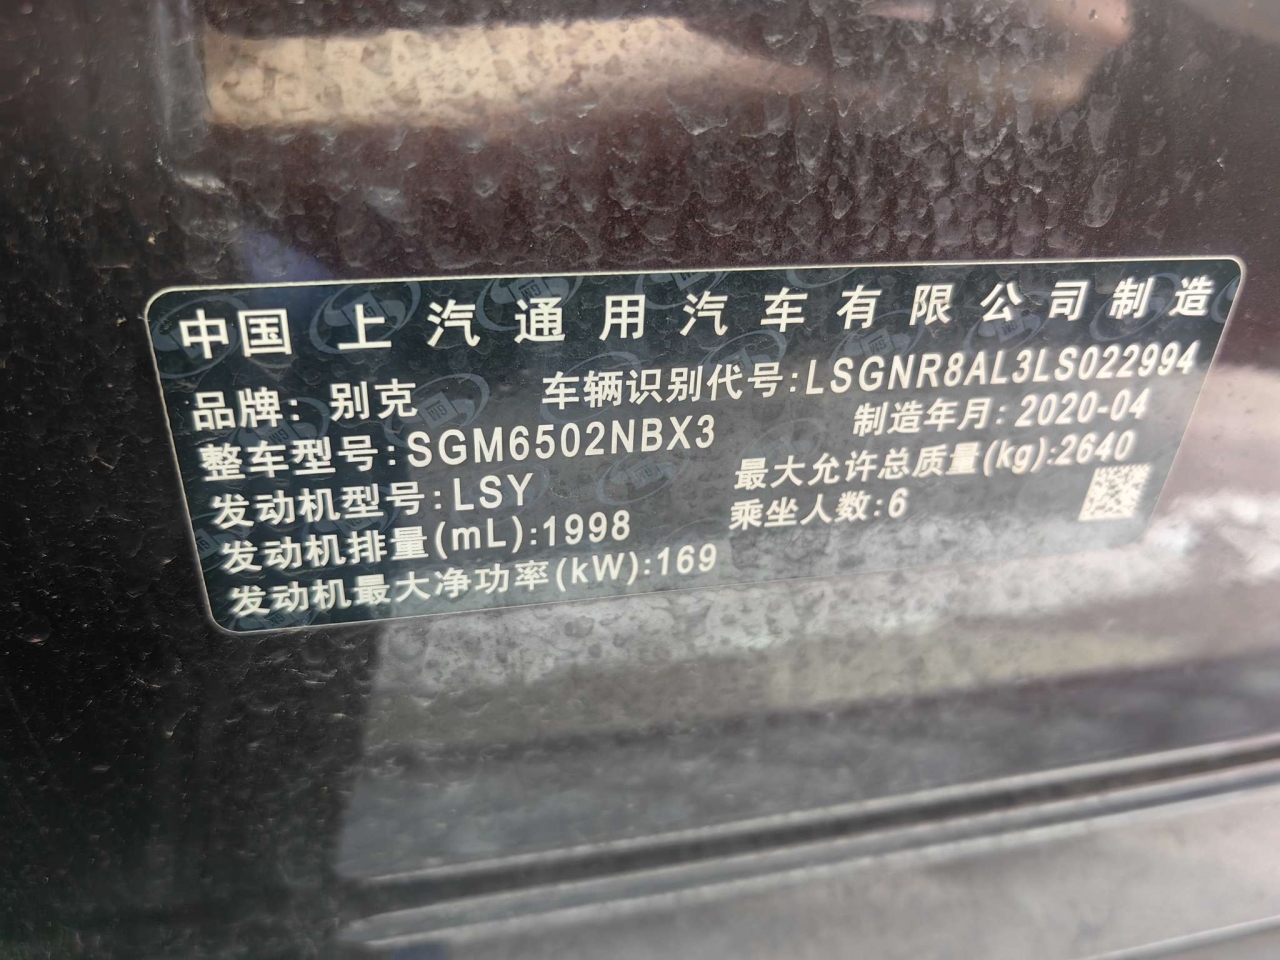 中国上汽通用汽车有限公司制造
品牌: 别克 车辆识别代号:LSGNR8AL3LS022994
整车型号:SGM6502NBX3 制造年月: 2020-04
发动机型号:LSY 最大允许总质量(kg):2640
发动机排量(mL):1998 乘坐人数:6
发动机最大净功率(kW):169